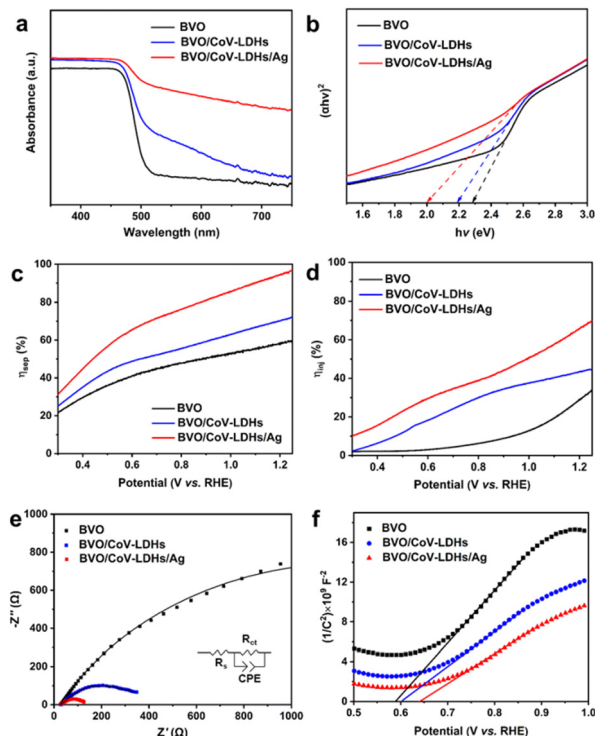 a
BVO
BVO/CoV-LDHs
BVO/CoV-LDHs/Ag
Absorbance (a.u.)
400 500 600 700
Wavelength (nm)
b
BVO
BVO/CoV-LDHs
BVO/CoV-LDHs/Ag
(αhν)²
1.6 1.8 2.0 2.2 2.4 2.6 2.8 3.0
hν (eV)
c
100
80
60
40
20
0
ηsep (%)
BVO
BVO/CoV-LDHs
BVO/CoV-LDHs/Ag
0.4 0.6 0.8 1.0 1.2
Potential (V vs. RHE)
d
BVO
BVO/CoV-LDHs
BVO/CoV-LDHs/Ag
100
80
60
40
20
0
ηinj (%)
0.4 0.6 0.8 1.0 1.2
Potential (V vs. RHE)
e
BVO
BVO/CoV-LDHs
BVO/CoV-LDHs/Ag
1000
800
600
400
200
0
-Z'' (Ω)
Rct
Rs
CPE
0 200 400 600 800 1000
Z' (Ω)
f
BVO
BVO/CoV-LDHs
BVO/CoV-LDHs/Ag
16
12
8
4
0
(1/C²)×10⁹ F⁻²
0.5 0.6 0.7 0.8 0.9 1.0
Potential (V vs. RHE)